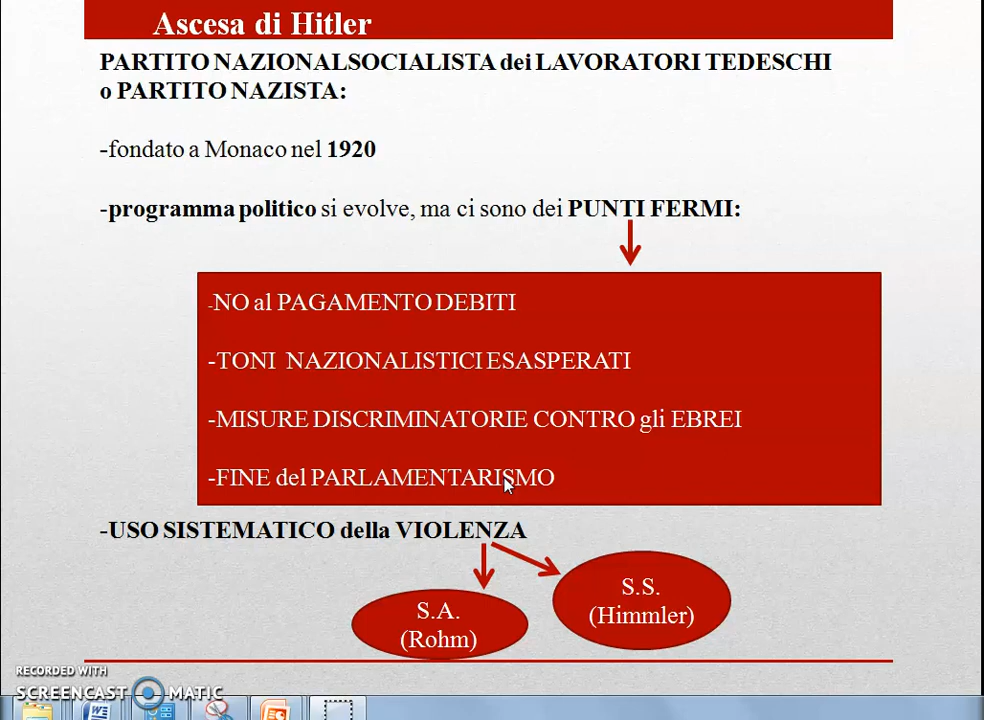 Ascesa di Hitler
PARTITO NAZIONALSOCIALISTA dei LAVORATORI TEDESCHI
o PARTITO NAZISTA:
-fondato a Monaco nel 1920
-programma politico si evolve, ma ci sono dei PUNTI FERMI:
-NO al PAGAMENTO DEBITI
-TONI NAZIONALISTICI ESASPERATI
-MISURE DISCRIMINATORIE CONTRO gli EBREI
-FINE del PARLAMENTARISMO
-USO SISTEMATICO della VIOLENZA
S.A.
(Rohm)
S.S.
(Himmler)
RECORDED WITH
SCREENCAST MATIC